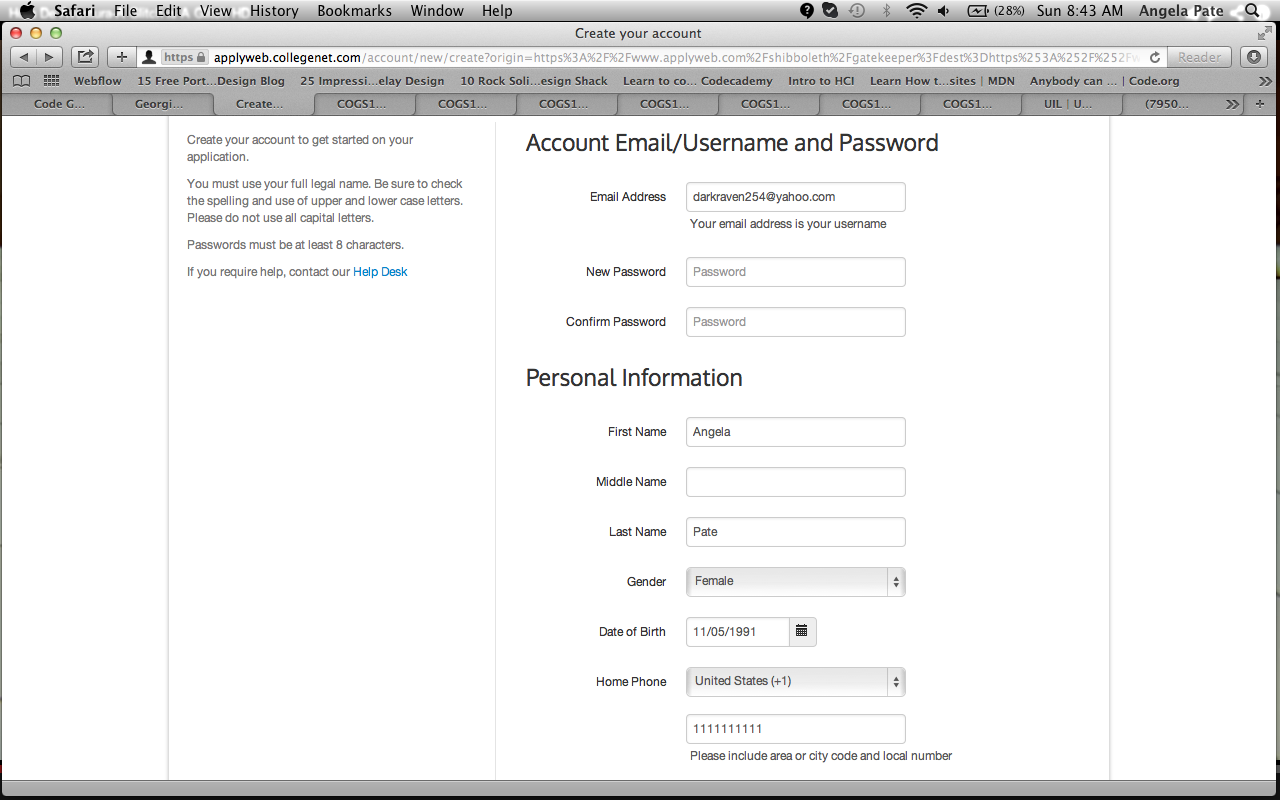 Safari File Edit View History Bookmarks Window Help (28%) Sun 8:43 AM Angela Pate
Create your account
https applyweb.collegenet.com/account/new/create?origin=https%3A%2F%2Fwww.applyweb.com%2Fshibboleth%2Fgatekeeper%3Fdest%3Dhttps%253A%252F%252F Reader
Webflow 15 Free Port...Design Blog 25 Impressi...elay Design 10 Rock Soli...esign Shack Learn to co... Codecademy Intro to HCI Learn How t...sites | MDN Anybody can ... | Code.org
Code G... Georgi... Create... COGS1... COGS1... COGS1... COGS1... COGS1... COGS1... COGS1... UIL | U... (7950...
Create your account to get started on your
application.
You must use your full legal name. Be sure to check
the spelling and use of upper and lower case letters.
Please do not use all capital letters.
Passwords must be at least 8 characters.
If you require help, contact our Help Desk
Account Email/Username and Password
Email Address darkraven254@yahoo.com
Your email address is your username
New Password Password
Confirm Password Password
Personal Information
First Name Angela
Middle Name
Last Name Pate
Gender Female
Date of Birth 11/05/1991
Home Phone United States (+1)
1111111111
Please include area or city code and local number